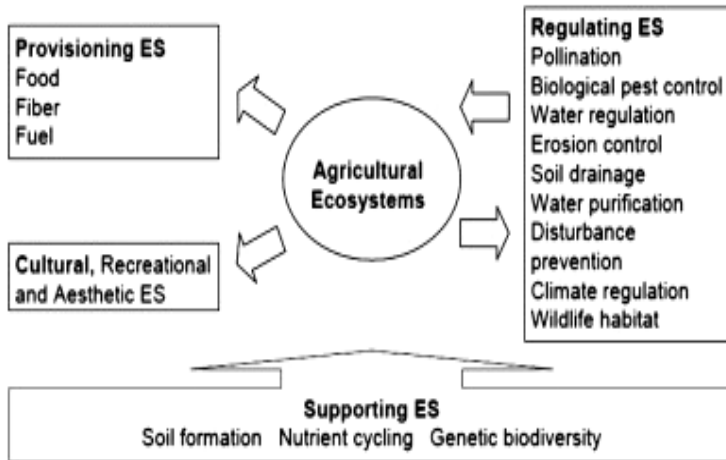 Provisioning ES
Food
Fiber
Fuel
Cultural, Recreational
and Aesthetic ES
Agricultural
Ecosystems
Regulating ES
Pollination
Biological pest control
Water regulation
Erosion control
Soil drainage
Water purification
Disturbance
prevention
Climate regulation
Wildlife habitat
Supporting ES
Soil formation Nutrient cycling Genetic biodiversity